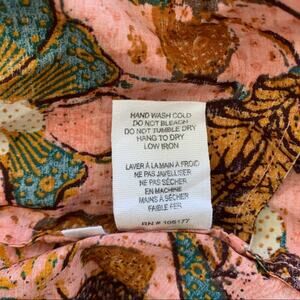 HAND WASH COLD
DO NOT BLEACH
DO NOT TUMBLE DRY
HANG TO DRY
LOW IRON
LAVER À LA MAIN A FROID
NE PAS JAVELLISER
NE PAS SÉCHER
EN MACHINE
MAINS À SÉCHER
FAIBLE FER
RN # 106177